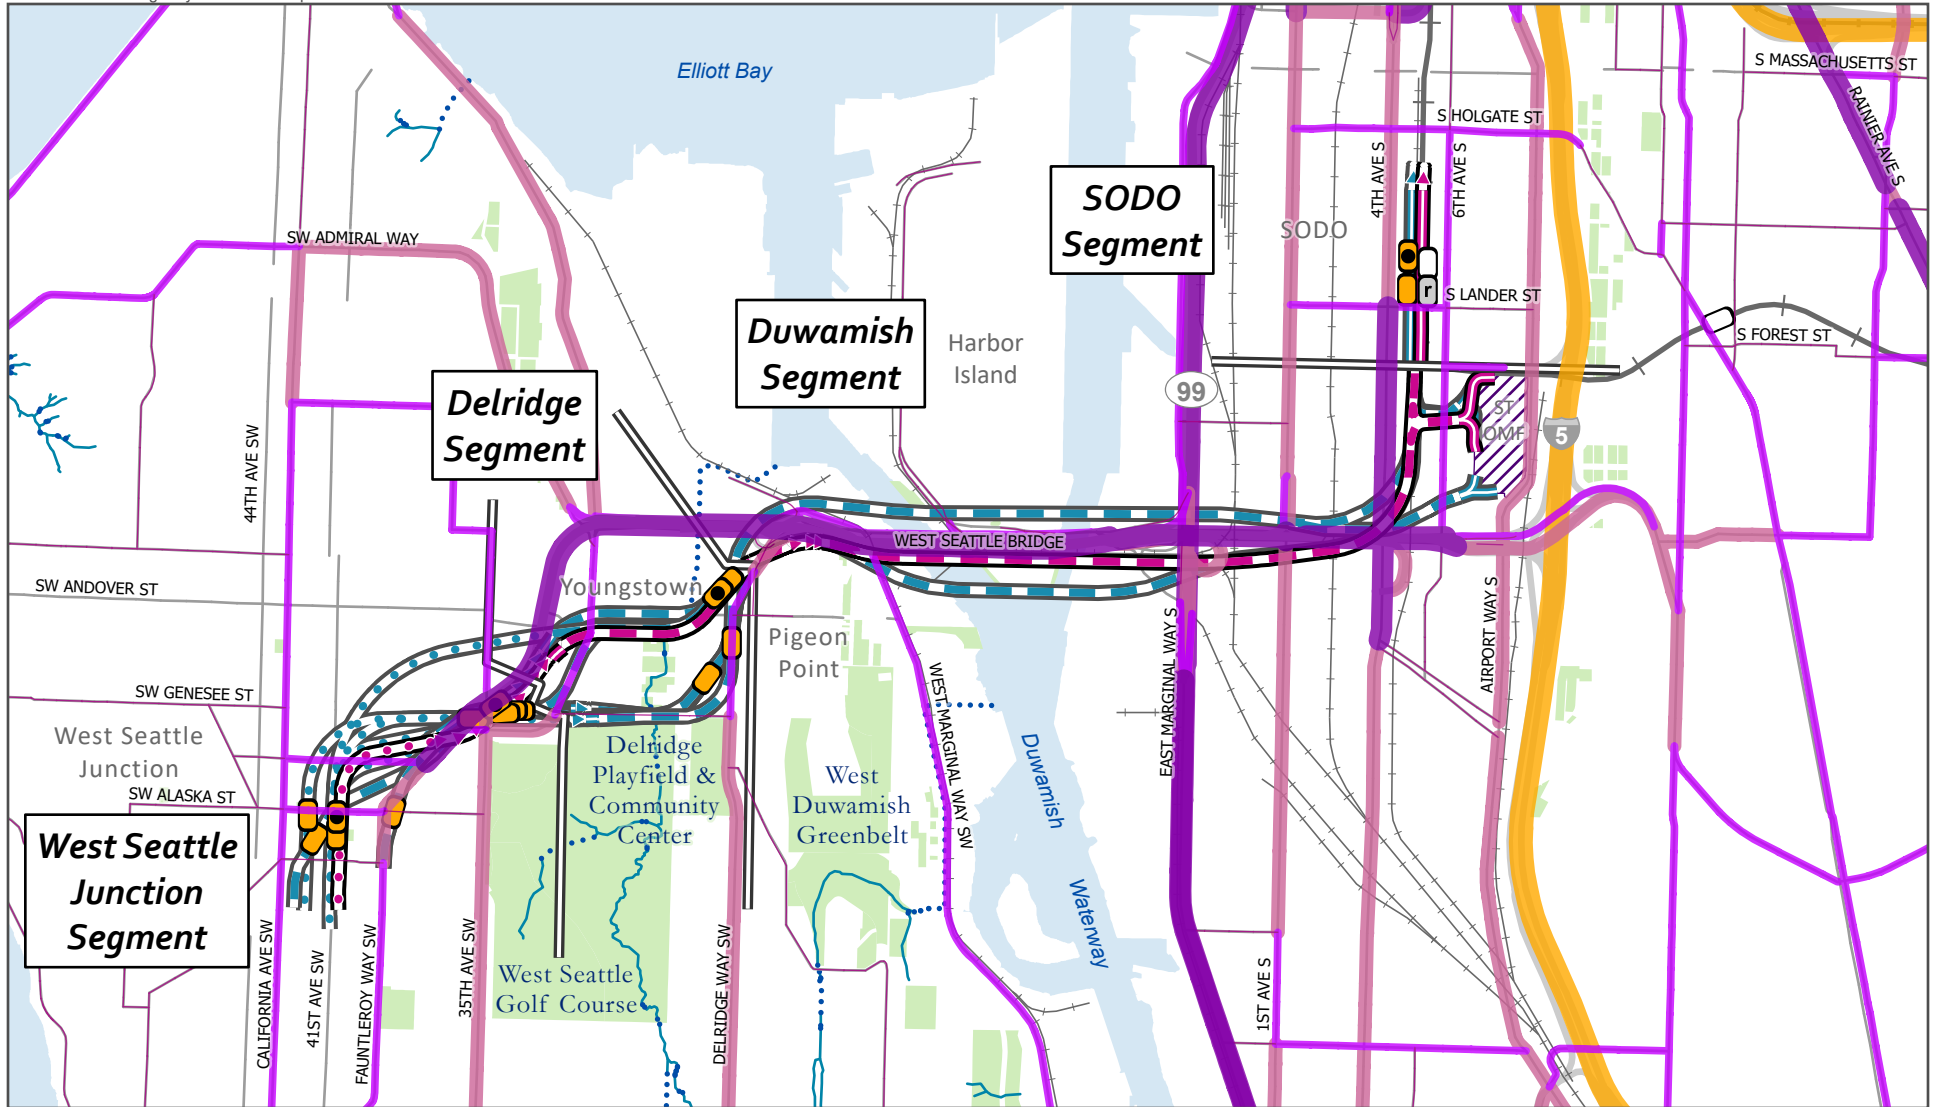 Elliott Bay
S MASSACHUSETTS ST
RAINIER AVE S
S HOLGATE ST
4TH AVE S
6TH AVE S
SODO
Segment
SODO
SW ADMIRAL WAY
r
S LANDER ST
Duwamish
Segment
Harbor
Island
S FOREST ST
99
Delridge
Segment
ST
OMF
5
44TH AVE SW
WEST SEATTLE BRIDGE
SW ANDOVER ST
Youngstown
Pigeon
Point
AIRPORT WAY S
EAST MARGINAL WAY S
WEST MARGINAL WAY SW
SW GENESEE ST
West Seattle
Junction
SW ALASKA ST
Delridge
Playfield &
Community
Center
West
Duwamish
Greenbelt
Duwamish
Waterway
West Seattle
Junction
Segment
CALIFORNIA AVE SW
41ST AVE SW
FAUNTLEROY WAY SW
35TH AVE SW
West Seattle
Golf Course
DELRIDGE WAY SW
1ST AVE S